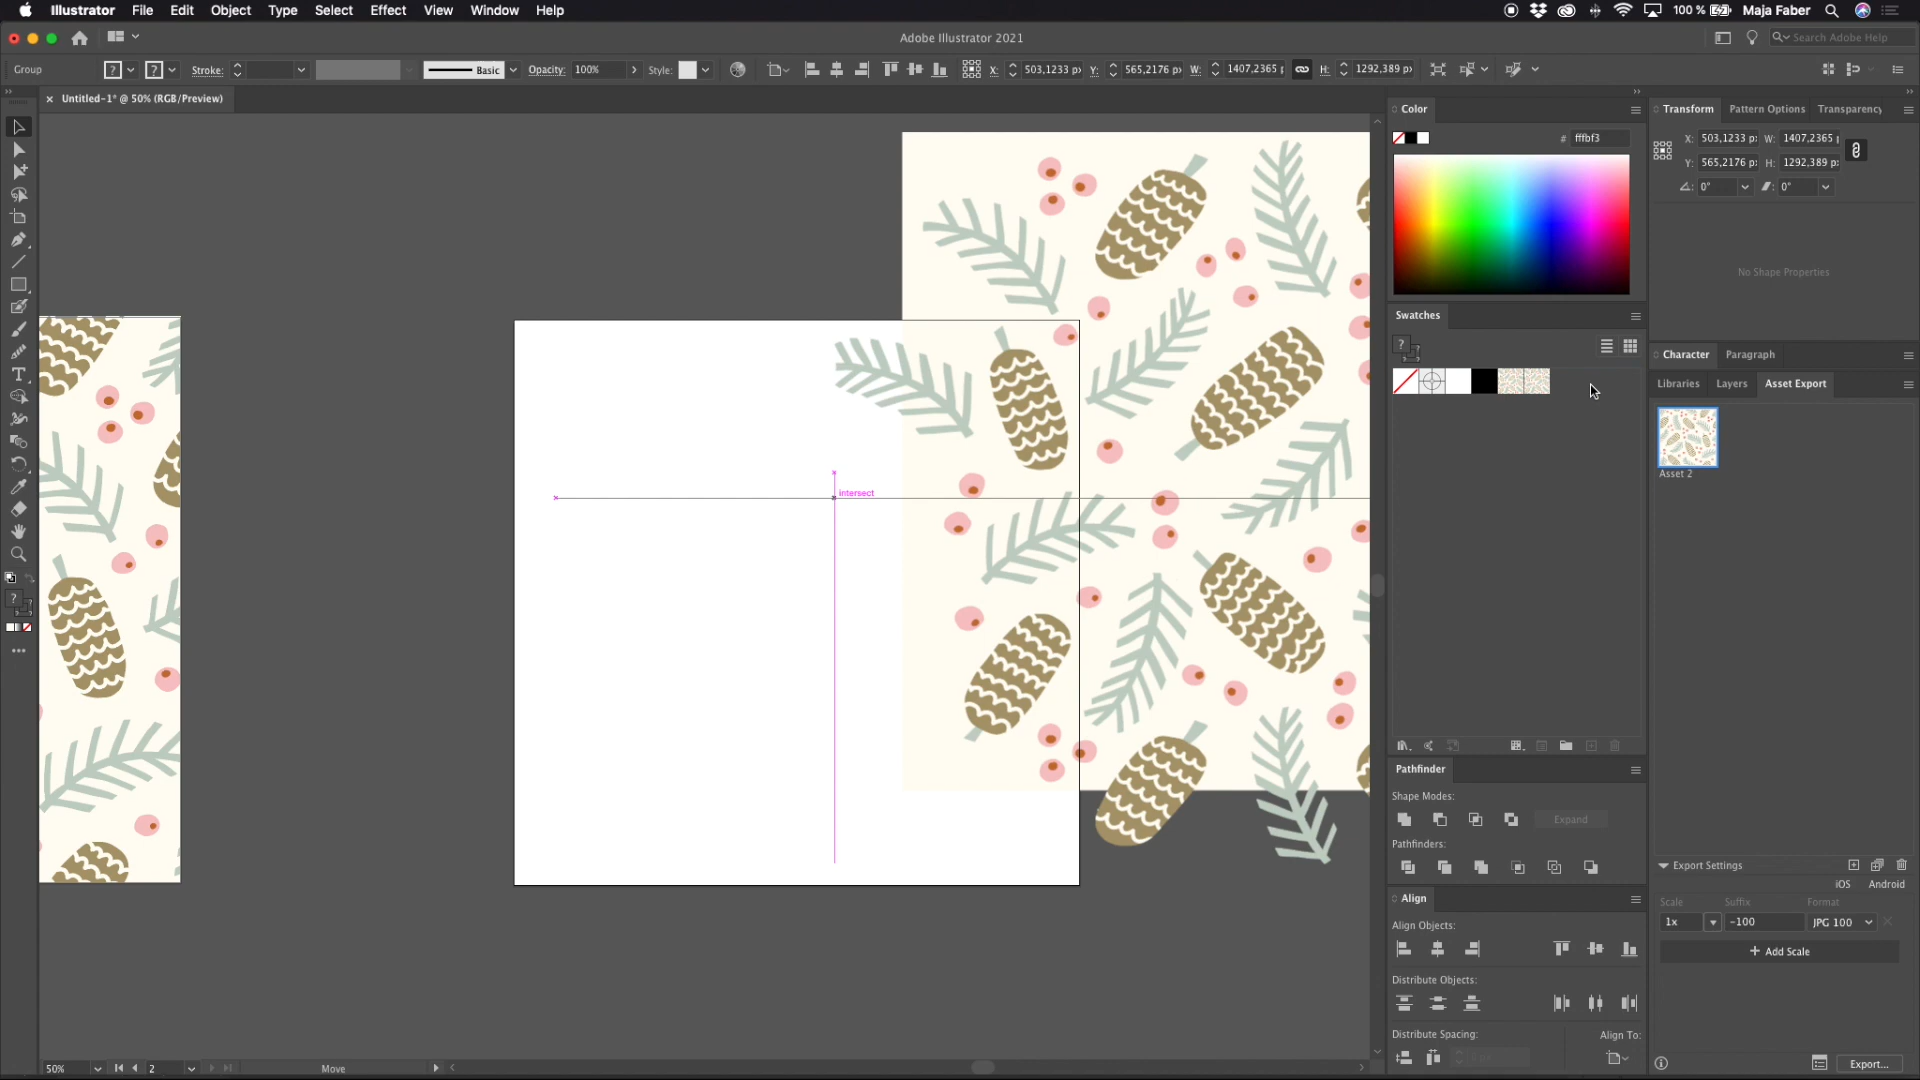 Illustrator File Edit Object Type Select Effect View Window Help 100 % Maja Faber
Adobe Illustrator 2021 Search Adobe Help
Group ? ? Stroke: Basic Opacity: 100% Style: X: 503,1233 p Y: 565,2176 p W: 1407,2365 H: 1292,389 p
× Untitled-1* @ 50% (RGB/Preview)
Color Transform Pattern Options Transparency
# fffbf3 X: 503,1233 p: W: 1407,2365
Y: 565,2176 p: H: 1292,389 p:
0° 0°
No Shape Properties
Swatches
?
Character Paragraph
Libraries Layers Asset Export
Asset 2
intersect
?
Pathfinder
Shape Modes:
Expand
Pathfinders:
Export Settings
iOS Android
Align
Scale Suffix Format
1x -100 JPG 100
Align Objects:
+ Add Scale
Distribute Objects:
Distribute Spacing: Align To:
50% 2 Move Export...